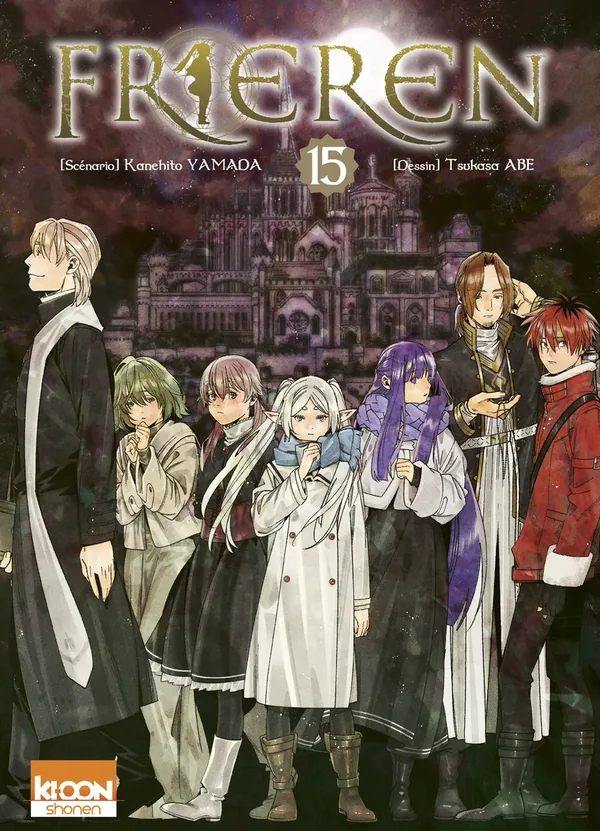 FRIEREN
[Scénario] Kanehito YAMADA
15
[Dessin] Tsukasa ABE
KI-OON
shonen